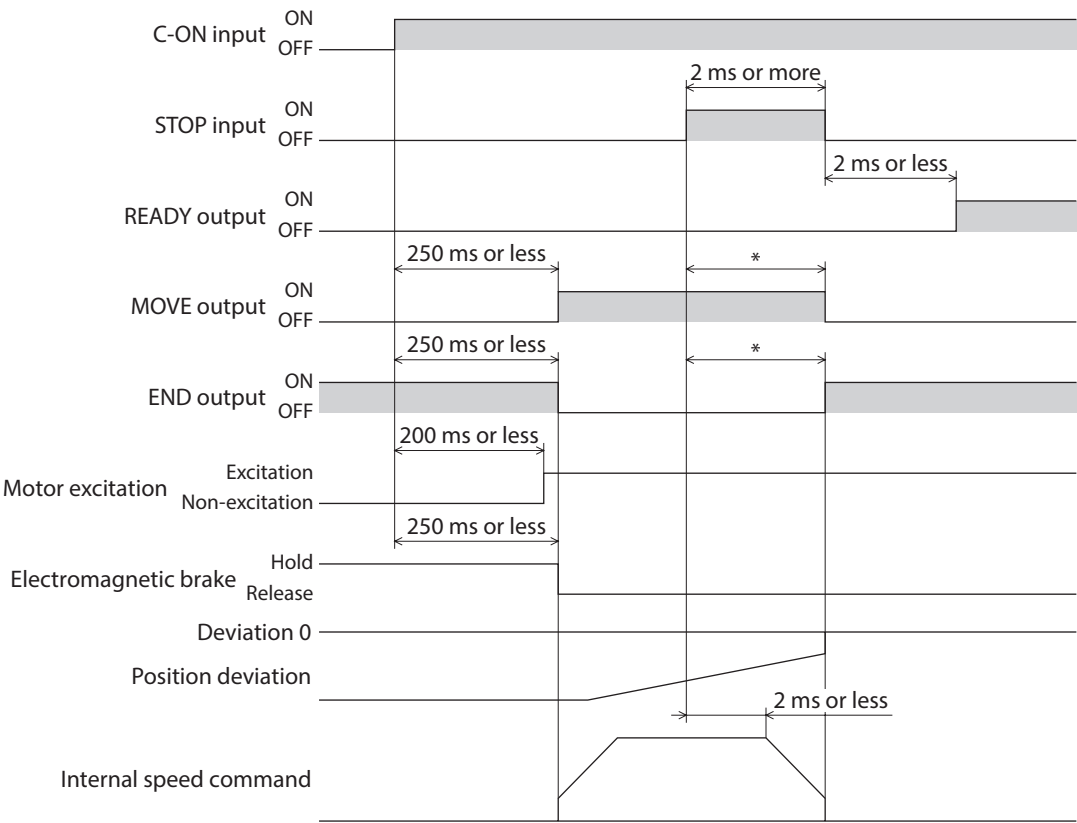 C-ON input ON
OFF
2 ms or more
STOP input ON
OFF
2 ms or less
READY output ON
OFF
250 ms or less *
MOVE output ON
OFF
250 ms or less *
END output ON
OFF
200 ms or less
Motor excitation Excitation
Non-excitation
250 ms or less
Electromagnetic brake Hold
Release
Deviation 0
Position deviation
2 ms or less
Internal speed command